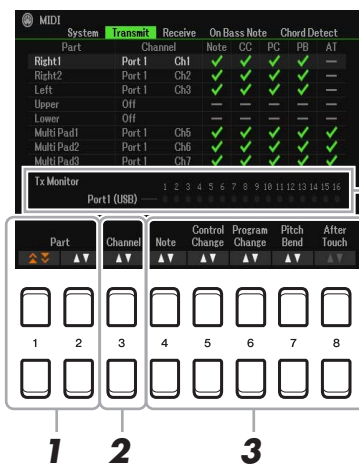 MIDI
System Transmit Receive On Bass Note Chord Detect
Part Channel Note CC PC PB AT
Right1 Port 1 Ch1 ✓ ✓ ✓ ✓ —
Right2 Port 1 Ch2 ✓ ✓ ✓ ✓ —
Left Port 1 Ch3 ✓ ✓ ✓ ✓ —
Upper Off — — — — —
Lower Off — — — — —
Multi Pad1 Port 1 Ch5 ✓ ✓ ✓ ✓ —
Multi Pad2 Port 1 Ch6 ✓ ✓ ✓ ✓ —
Multi Pad3 Port 1 Ch7 ✓ ✓ ✓ ✓ —
Tx Monitor 1 2 3 4 5 6 7 8 9 10 11 12 13 14 15 16
Port1 (USB)
Part Channel Note Control Change Program Change Pitch Bend After Touch
1 2 3 4 5 6 7 8
1 2 3